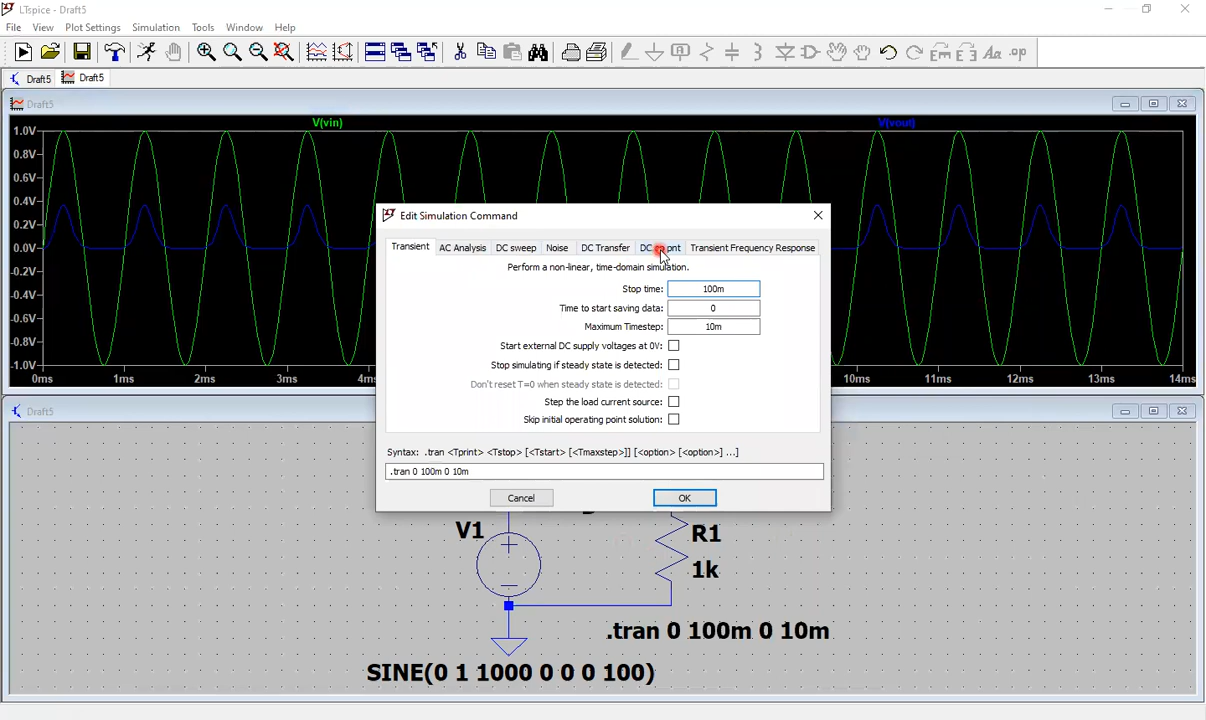 LTspice - Draft5
File View Plot Settings Simulation Tools Window Help
Aa .op
Draft5 Draft5
Draft5
V(vin) V(vout)
1.0V
0.8V
0.6V
0.4V
0.2V
0.0V
-0.2V
-0.4V
-0.6V
-0.8V
-1.0V
0ms 1ms 2ms 3ms 10ms 11ms 12ms 13ms 14ms
Edit Simulation Command
Transient AC Analysis DC sweep Noise DC Transfer DC pnt Transient Frequency Response
Perform a non-linear, time-domain simulation.
Stop time: 100m
Time to start saving data: 0
Maximum Timestep: 10m
Start external DC supply voltages at 0V:
Stop simulating if steady state is detected:
Don't reset T=0 when steady state is detected:
Step the load current source:
Skip initial operating point solution:
Syntax: .tran <Tprint> <Tstop> [<Tstart> [<Tmaxstep>]] [<option> [<option>] ...]
.tran 0 100m 0 10m
Cancel OK
Draft5
V1
R1
1k
.tran 0 100m 0 10m
SINE(0 1 1000 0 0 0 100)